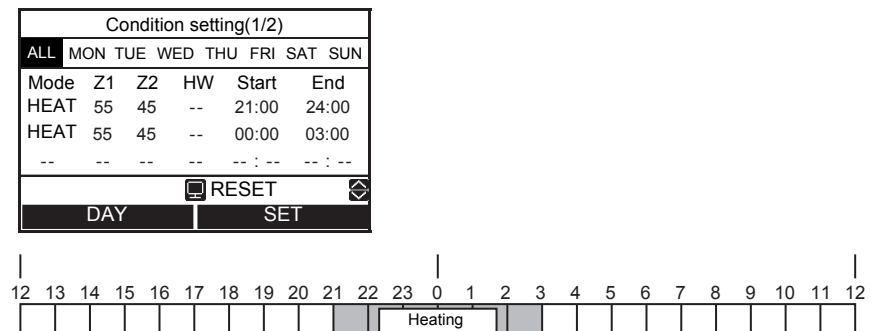 Condition setting(1/2)
ALL MON TUE WED THU FRI SAT SUN
Mode Z1 Z2 HW Start End
HEAT 55 45 -- 21:00 24:00
HEAT 55 45 -- 00:00 03:00
-- -- -- -- -- : -- -- : --
RESET
DAY SET
12 13 14 15 16 17 18 19 20 21 22 23 0 1 2 3 4 5 6 7 8 9 10 11 12
Heating